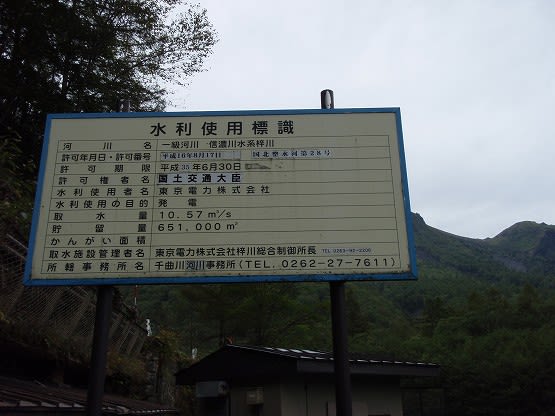 水利使用標識
河川名 一級河川 信濃川水系梓川
許可年月日・許可番号 平成16年8月17日 国北整水河第28号
許可期限 平成35年6月30日
許可権者名 国土交通大臣
水利使用者名 東京電力株式会社
水利使用の目的 発電
取水量 10.57m³/s
貯留量 651,000m³
かんがい面積
取水施設管理者名 東京電力株式会社梓川総合制御所長 TEL 0263-95-2206
所轄事務所名 千曲川河川事務所(TEL.0262-27-7611)